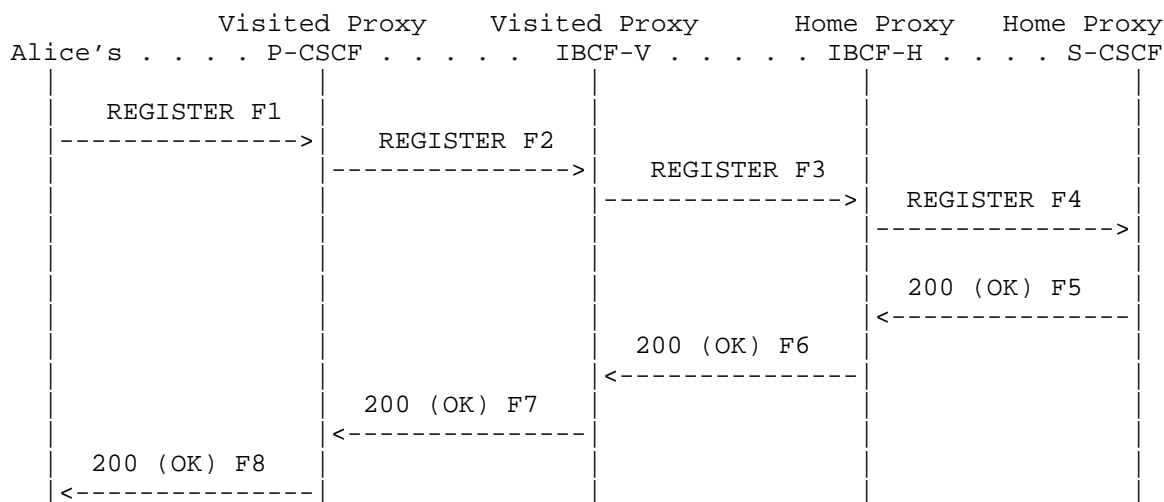 Visited Proxy Visited Proxy Home Proxy Home Proxy
Alice's . . . . P-CSCF . . . . . IBCF-V . . . . . IBCF-H . . . . S-CSCF
REGISTER F1
REGISTER F2
REGISTER F3
REGISTER F4
200 (OK) F5
200 (OK) F6
200 (OK) F7
200 (OK) F8